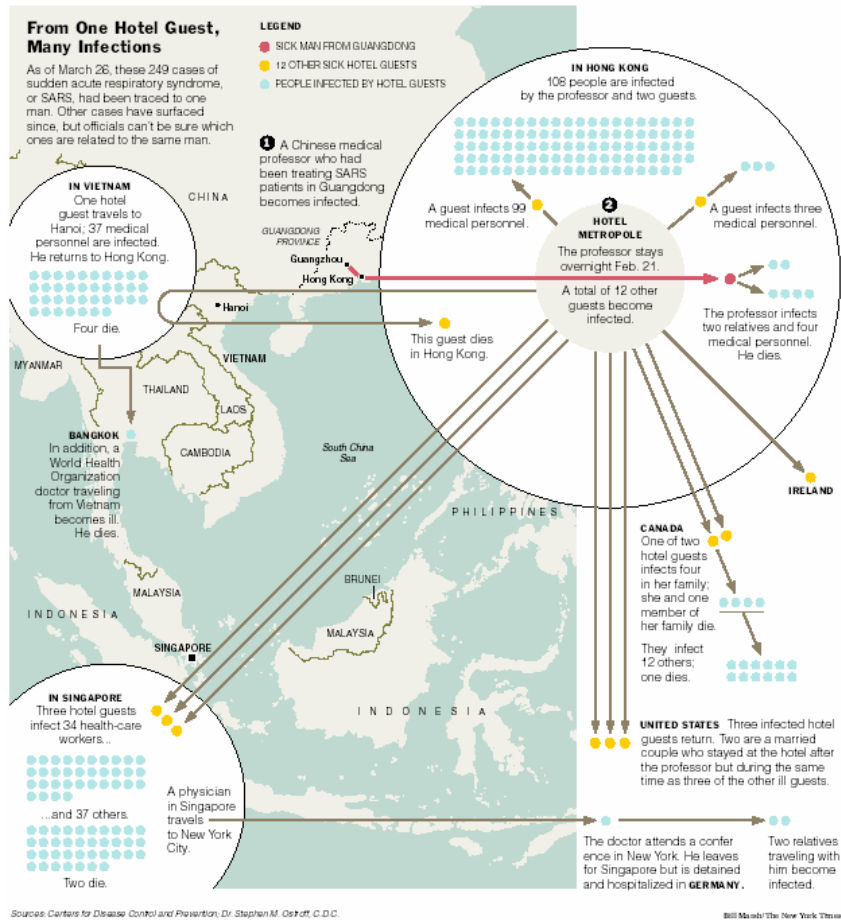 From One Hotel Guest,
Many Infections
As of March 26, these 249 cases of
sudden acute respiratory syndrome,
or SARS, had been traced to one
man. Other cases have surfaced
since, but officials can't be sure which
ones are related to the same man.
LEGEND
SICK MAN FROM GUANGDONG
12 OTHER SICK HOTEL GUESTS
PEOPLE INFECTED BY HOTEL GUESTS
1 A Chinese medical
professor who had
been treating SARS
patients in Guangdong
becomes infected.
IN HONG KONG
108 people are infected
by the professor and two guests.
A guest infects 99
medical personnel.
A guest infects three
medical personnel.
2
HOTEL
METROPOLE
The professor stays
overnight Feb. 21.
A total of 12 other
guests become
infected.
The professor infects
two relatives and four
medical personnel.
He dies.
This guest dies
in Hong Kong.
IN VIETNAM
One hotel
guest travels to
Hanoi; 37 medical
personnel are infected.
He returns to Hong Kong.
Four die.
CHINA
GUANGDONG
PROVINCE
Guangzhou
Hong Kong
Hanoi
VIETNAM
MYANMAR
THAILAND
LAOS
CAMBODIA
South China
Sea
PHILIPPINES
BANGKOK
In addition, a
World Health
Organization
doctor traveling
from Vietnam
becomes ill.
He dies.
MALAYSIA
INDONESIA
SINGAPORE
BRUNEI
MALAYSIA
INDONESIA
IRELAND
CANADA
One of two
hotel guests
infects four
in her family;
she and one
member of
her family die.
They infect
12 others;
one dies.
UNITED STATES Three infected hotel
guests return. Two are a married
couple who stayed at the hotel after
the professor but during the same
time as three of the other ill guests.
IN SINGAPORE
Three hotel guests
infect 34 health-care
workers...
...and 37 others.
Two die.
A physician
in Singapore
travels
to New York
City.
The doctor attends a confer
ence in New York. He leaves
for Singapore but is detained
and hospitalized in GERMANY.
Two relatives
traveling with
him become
infected.
Sources: Centers for Disease Control and Prevention; Dr. Stephen M. Ostroff, C.D.C.
Bill Marsh/The New York Times